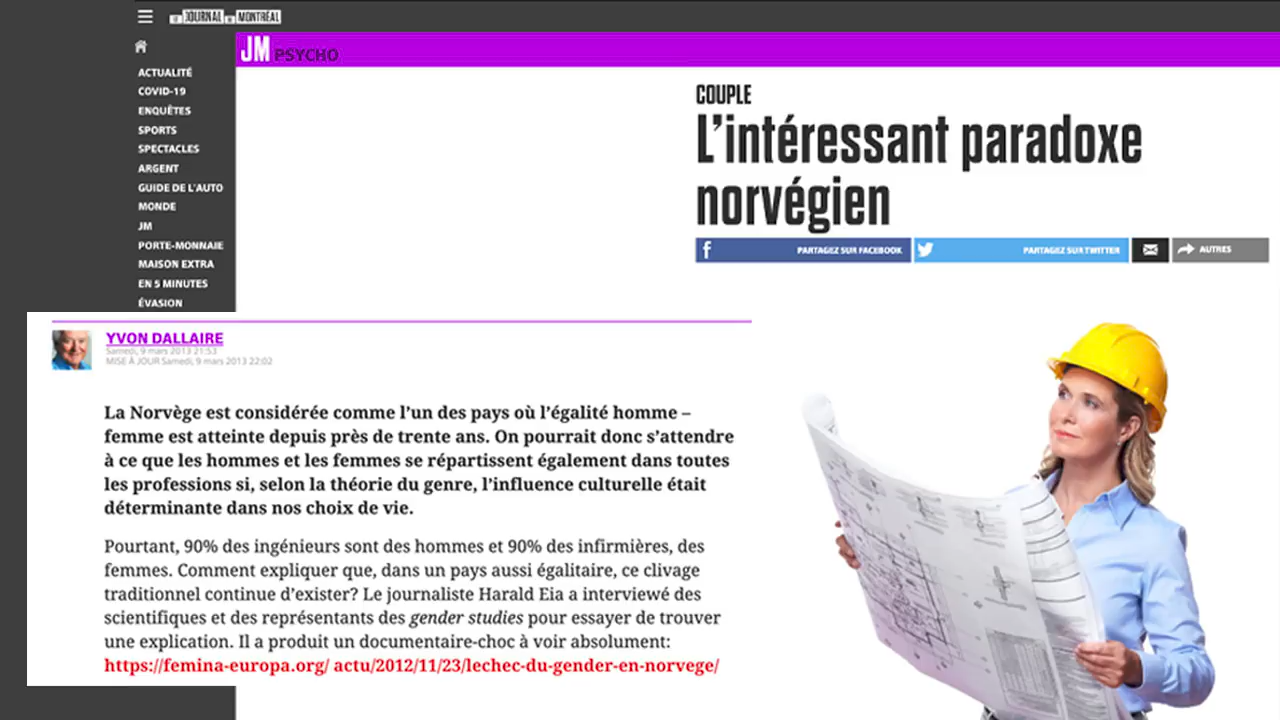 LE JOURNAL DE MONTRÉAL
JM PSYCHO
ACTUALITÉ
COVID-19
ENQUÊTES
SPORTS
SPECTACLES
ARGENT
GUIDE DE L'AUTO
MONDE
JM
PORTE-MONNAIE
MAISON EXTRA
EN 5 MINUTES
ÉVASION
COUPLE
L'intéressant paradoxe
norvégien
f PARTAGEZ SUR FACEBOOK
PARTAGEZ SUR TWITTER
AUTRES
YVON DALLAIRE
Samedi, 9 mars 2013 21:53
MISE À JOUR Samedi, 9 mars 2013 22:02
La Norvège est considérée comme l'un des pays où l'égalité homme –
femme est atteinte depuis près de trente ans. On pourrait donc s'attendre
à ce que les hommes et les femmes se répartissent également dans toutes
les professions si, selon la théorie du genre, l'influence culturelle était
déterminante dans nos choix de vie.
Pourtant, 90% des ingénieurs sont des hommes et 90% des infirmières, des
femmes. Comment expliquer que, dans un pays aussi égalitaire, ce clivage
traditionnel continue d'exister? Le journaliste Harald Eia a interviewé des
scientifiques et des représentants des gender studies pour essayer de trouver
une explication. Il a produit un documentaire-choc à voir absolument:
https://femina-europa.org/ actu/2012/11/23/lechec-du-gender-en-norvege/